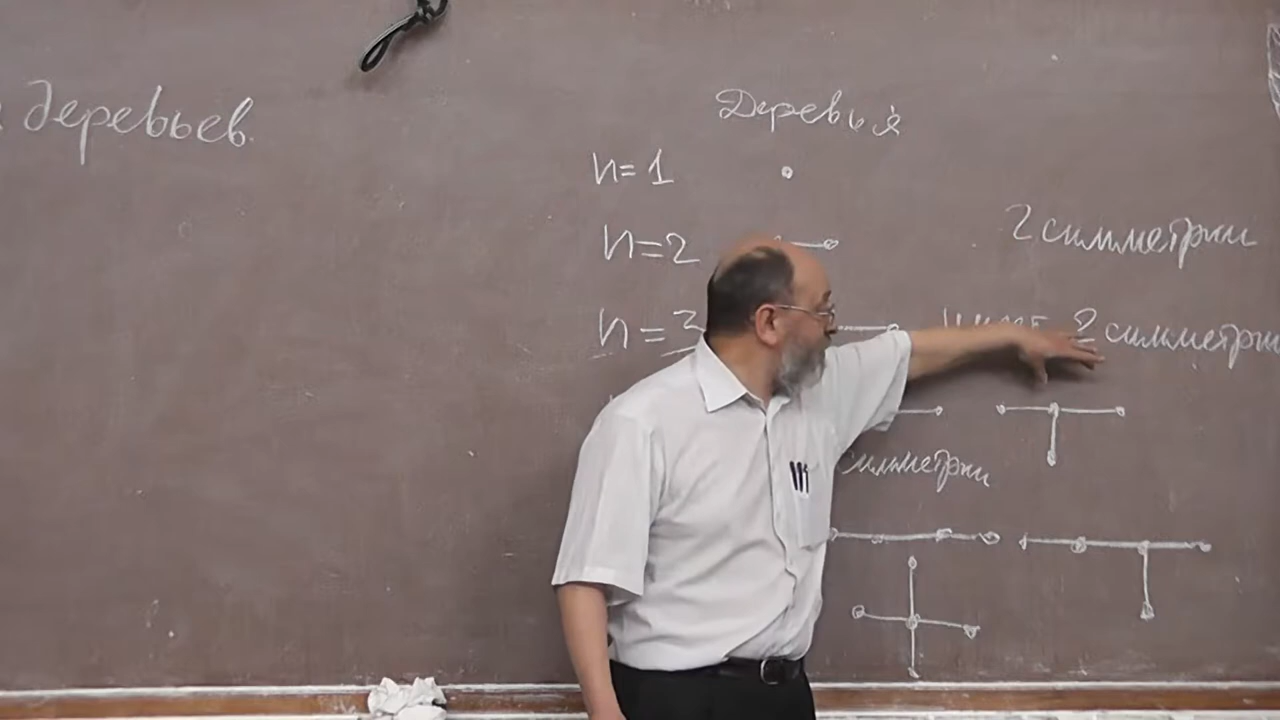 деревьев.
Деревья
n=1
2 симметрии
n=2
n=3 2 симметрии
симметрии